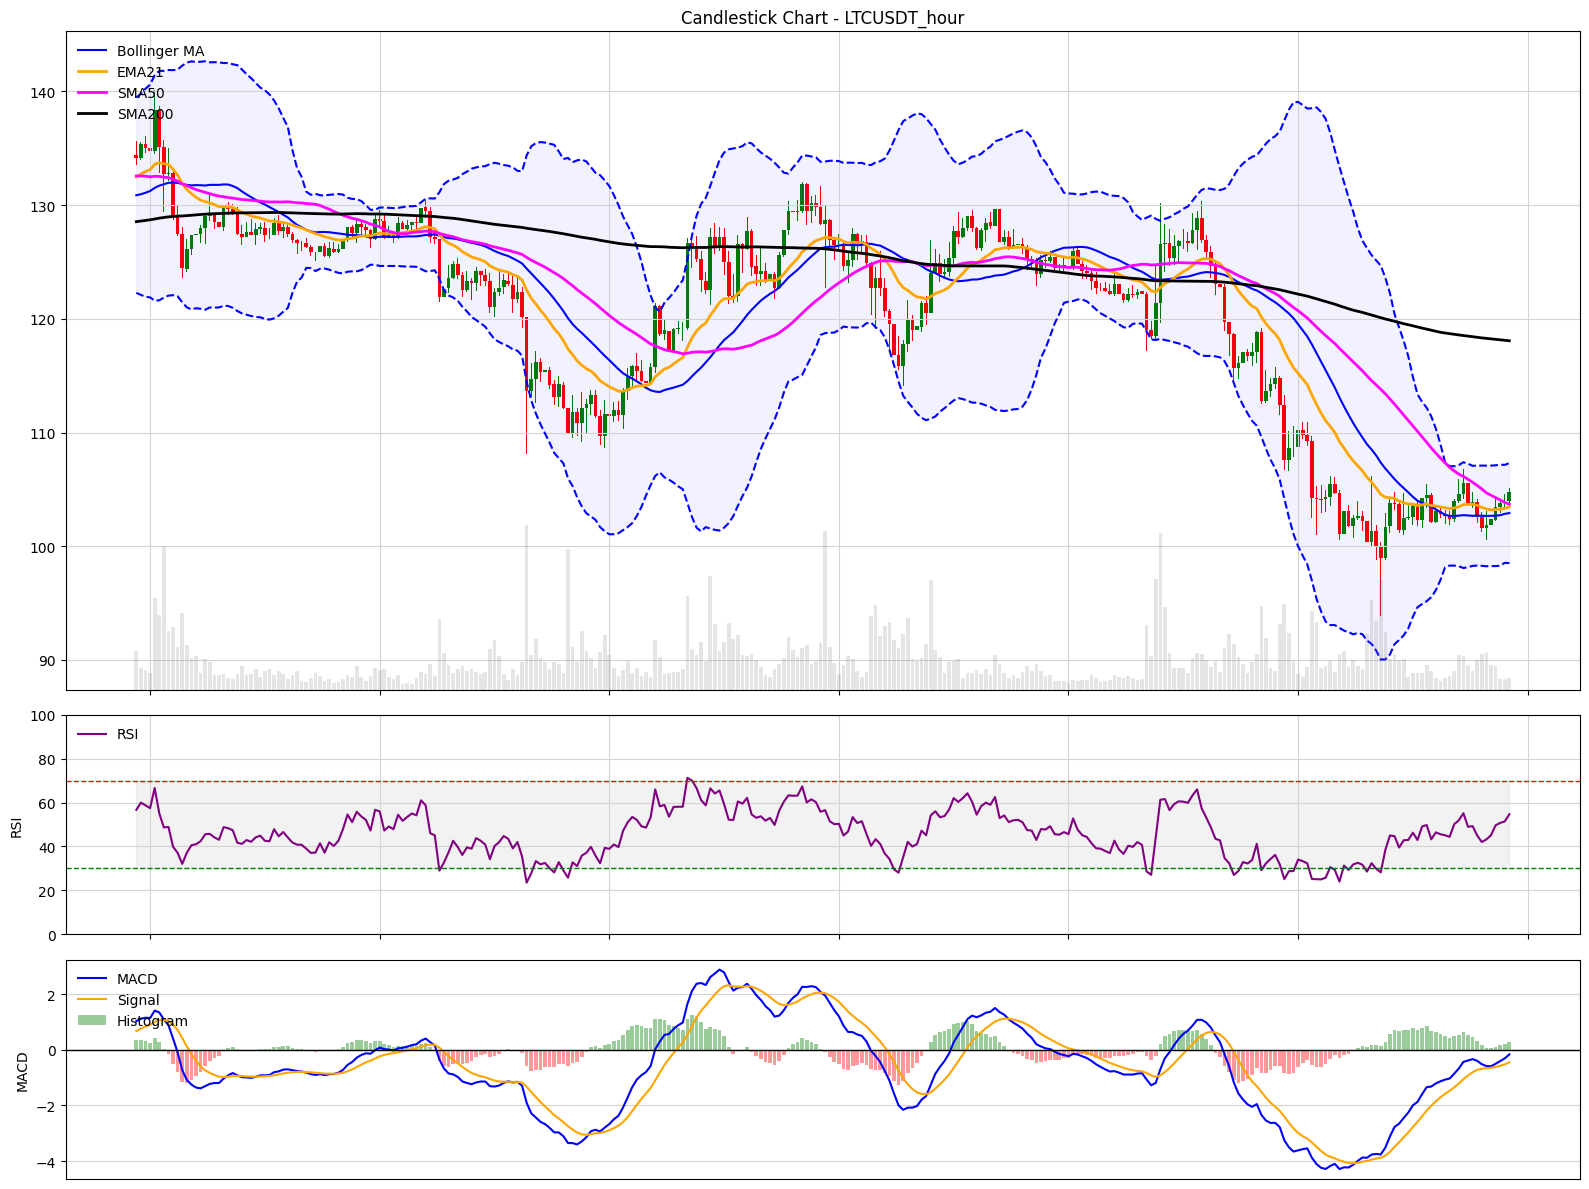 Candlestick Chart - LTCUSDT_hour
Bollinger MA
EMA21
SMA50
SMA200
140
130
120
110
100
90
RSI
100
80
60
40
20
0
RSI
MACD
Signal
Histogram
2
0
−2
−4
MACD